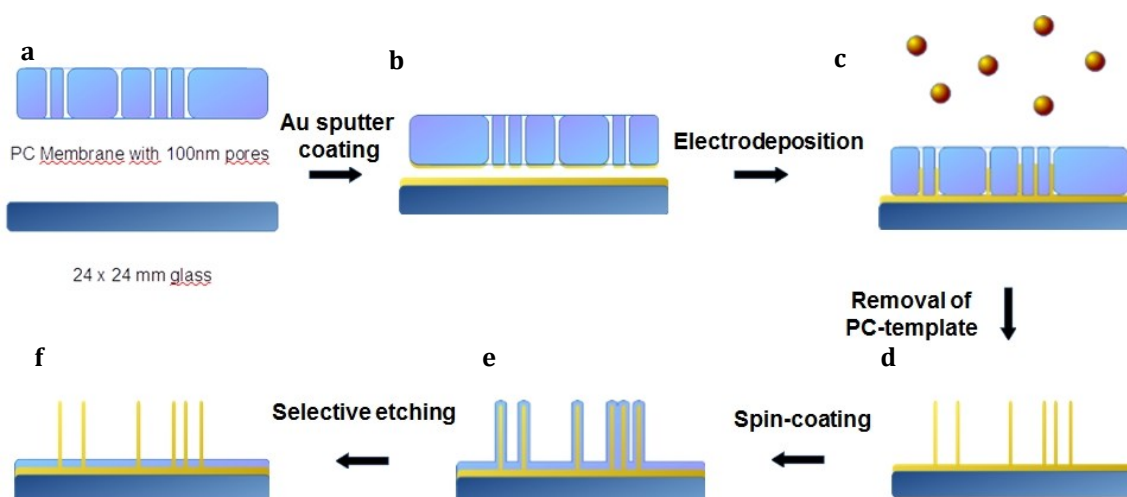 a
PC Membrane with 100nm pores
24 x 24 mm glass
Au sputter
coating
b
Electrodeposition
c
Removal of
PC-template
d
Spin-coating
e
Selective etching
f